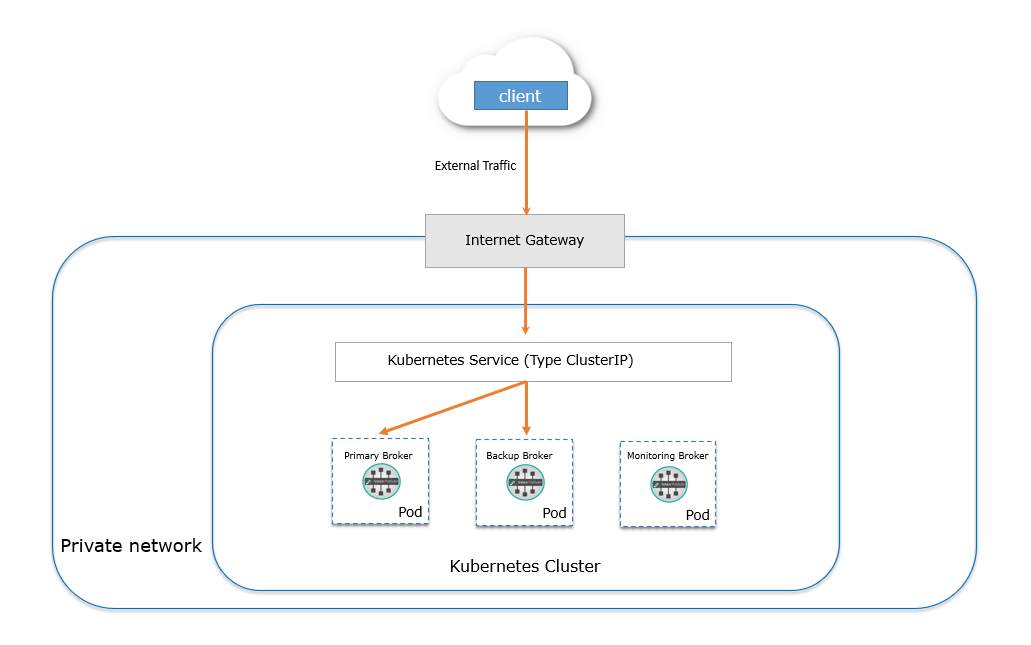 client
External Traffic
Internet Gateway
Kubernetes Service (Type ClusterIP)
Primary Broker
Pod
Backup Broker
Pod
Monitoring Broker
Pod
Private network
Kubernetes Cluster